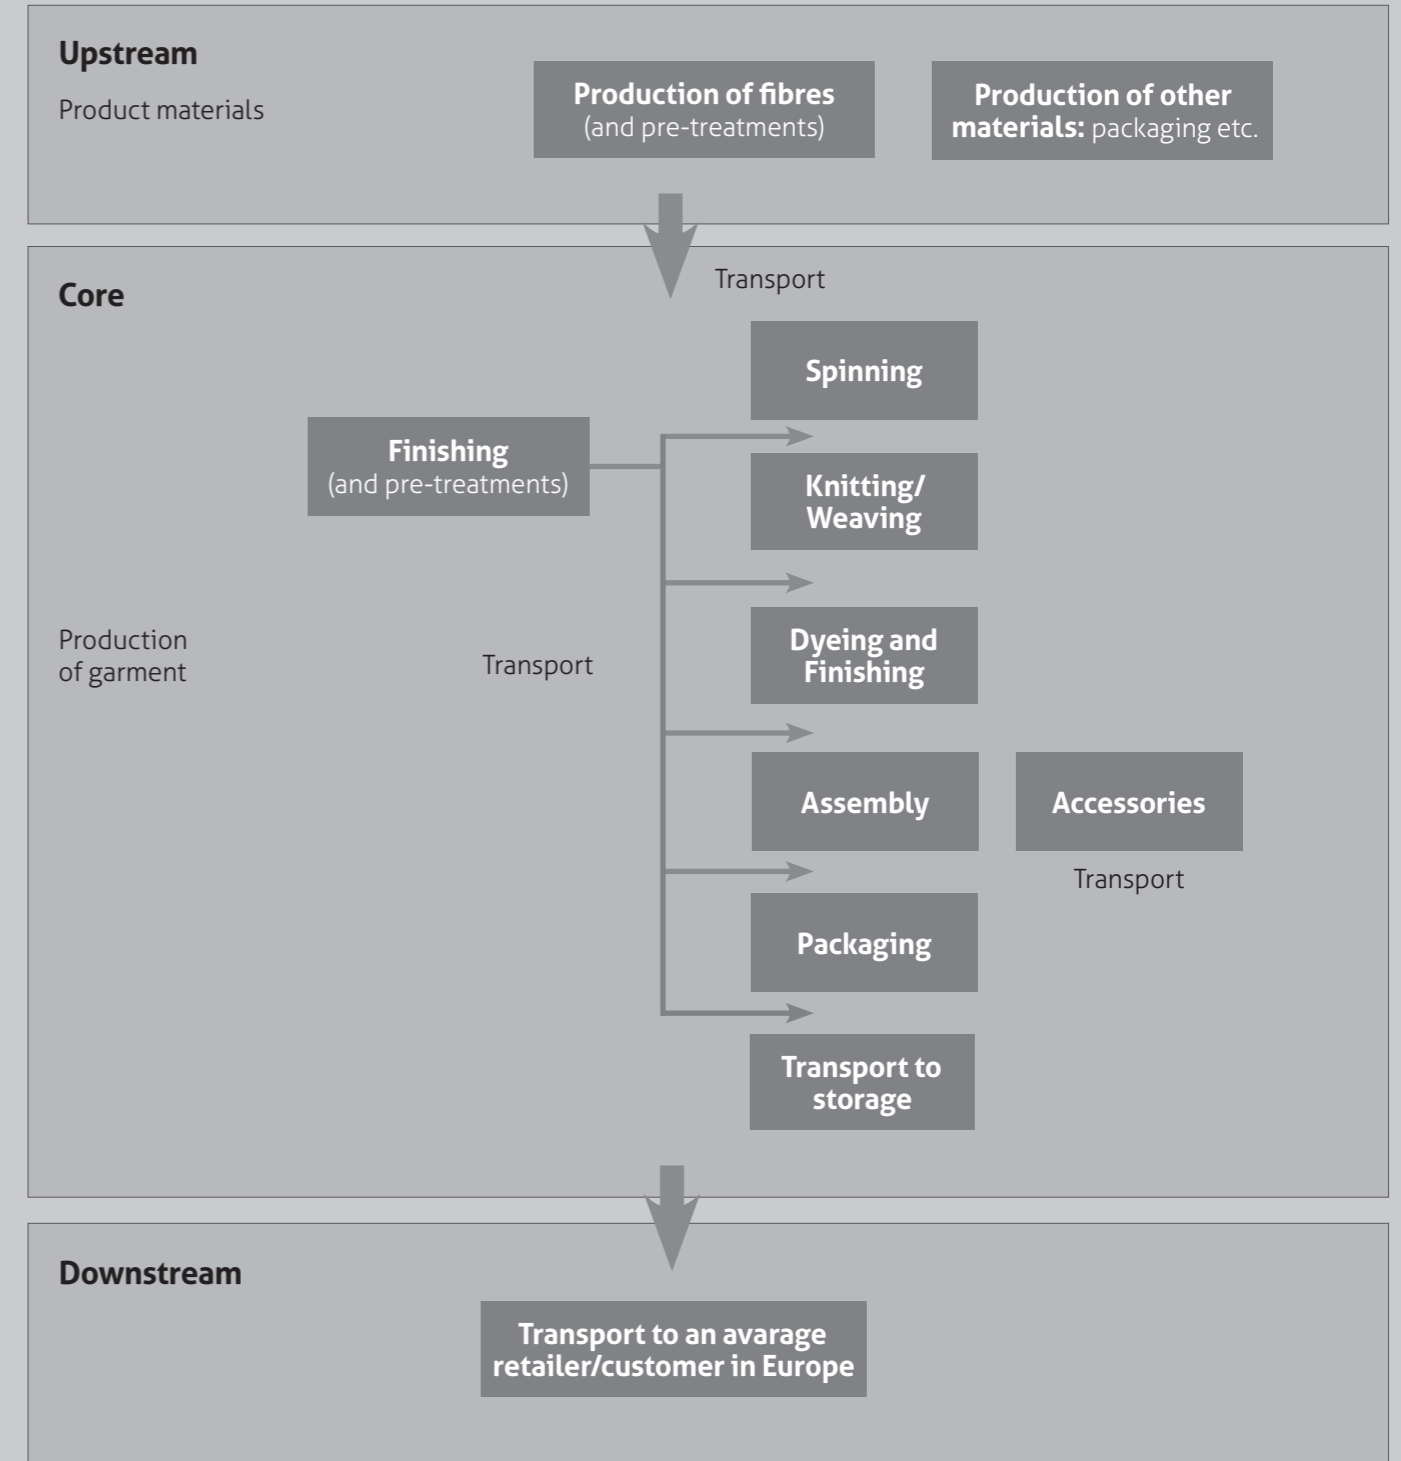 Upstream
Product materials
Production of fibres
(and pre-treatments)
Production of other
materials: packaging etc.
Core
Transport
Spinning
Finishing
(and pre-treatments)
Knitting/
Weaving
Production
of garment
Transport
Dyeing and
Finishing
Assembly
Accessories
Transport
Packaging
Transport to
storage
Downstream
Transport to an avarage
retailer/customer in Europe